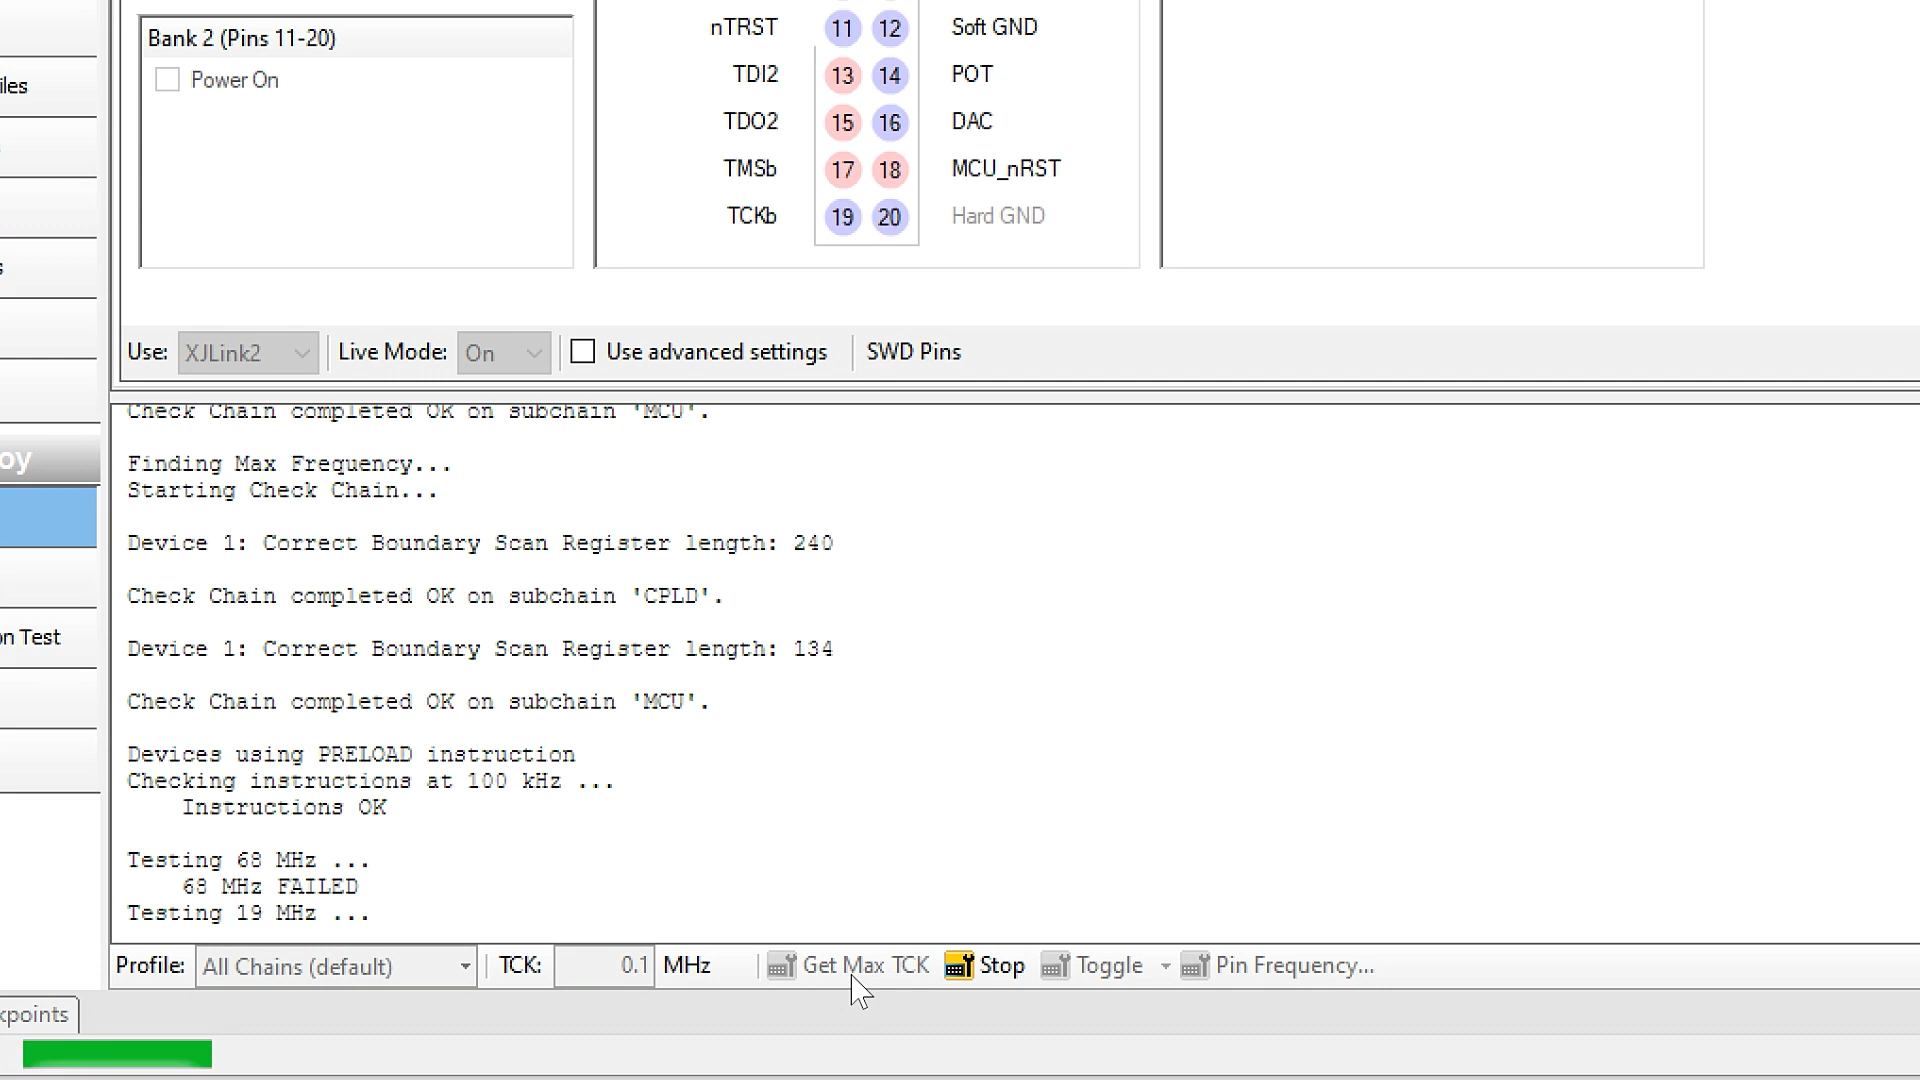 Bank 2 (Pins 11-20)
Power On
nTRST 11 12 Soft GND
TDI2 13 14 POT
TDO2 15 16 DAC
TMSb 17 18 MCU_nRST
TCKb 19 20 Hard GND
iles
s
Use: XJLink2 Live Mode: On Use advanced settings SWD Pins
Check Chain completed OK on subchain 'MCU'.
Finding Max Frequency...
Starting Check Chain...
Device 1: Correct Boundary Scan Register length: 240
Check Chain completed OK on subchain 'CPLD'.
Device 1: Correct Boundary Scan Register length: 134
Check Chain completed OK on subchain 'MCU'.
Devices using PRELOAD instruction
Checking instructions at 100 kHz ...
Instructions OK
Testing 68 MHz ...
68 MHz FAILED
Testing 19 MHz ...
oy
on Test
Profile: All Chains (default) TCK: 0.1 MHz Get Max TCK Stop Toggle Pin Frequency...
kpoints